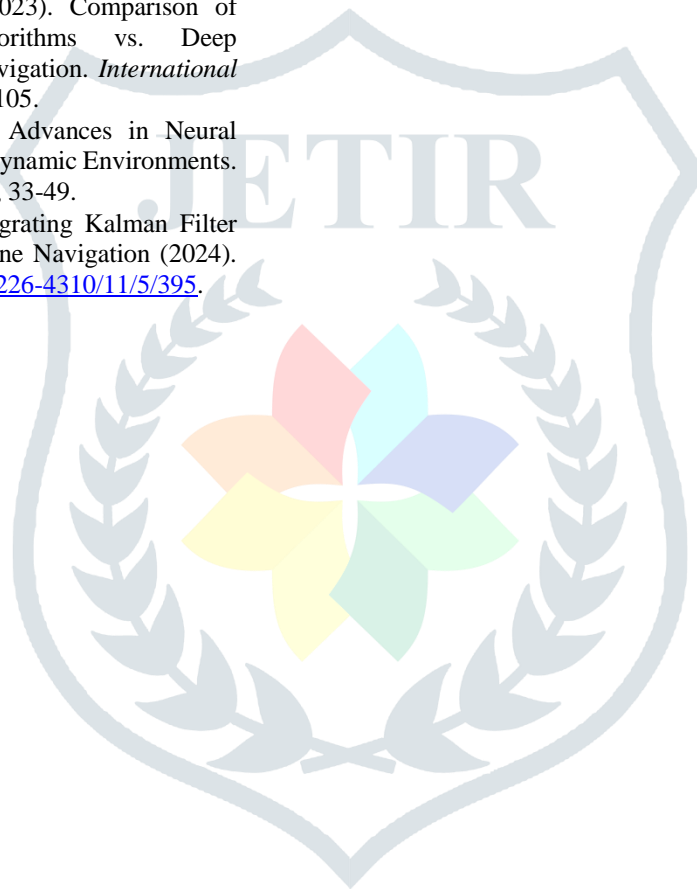 023). Comparison of
orithms vs. Deep
vigation. International
105.
Advances in Neural
ynamic Environments.
, 33-49.
grating Kalman Filter
ne Navigation (2024).
226-4310/11/5/395.
JETIR